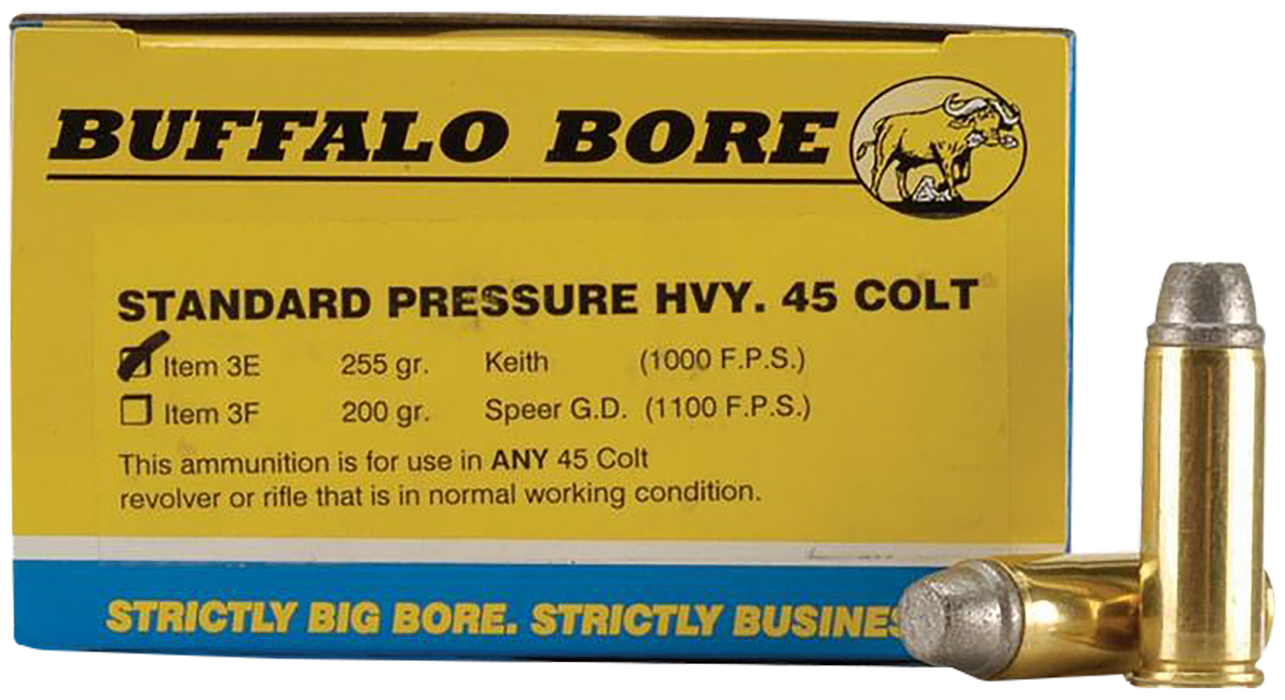 BUFFALO BORE
STANDARD PRESSURE HVY. 45 COLT
Item 3E 255 gr. Keith (1000 F.P.S.)
Item 3F 200 gr. Speer G.D. (1100 F.P.S.)
This ammunition is for use in ANY 45 Colt
revolver or rifle that is in normal working condition.
STRICTLY BIG BORE. STRICTLY